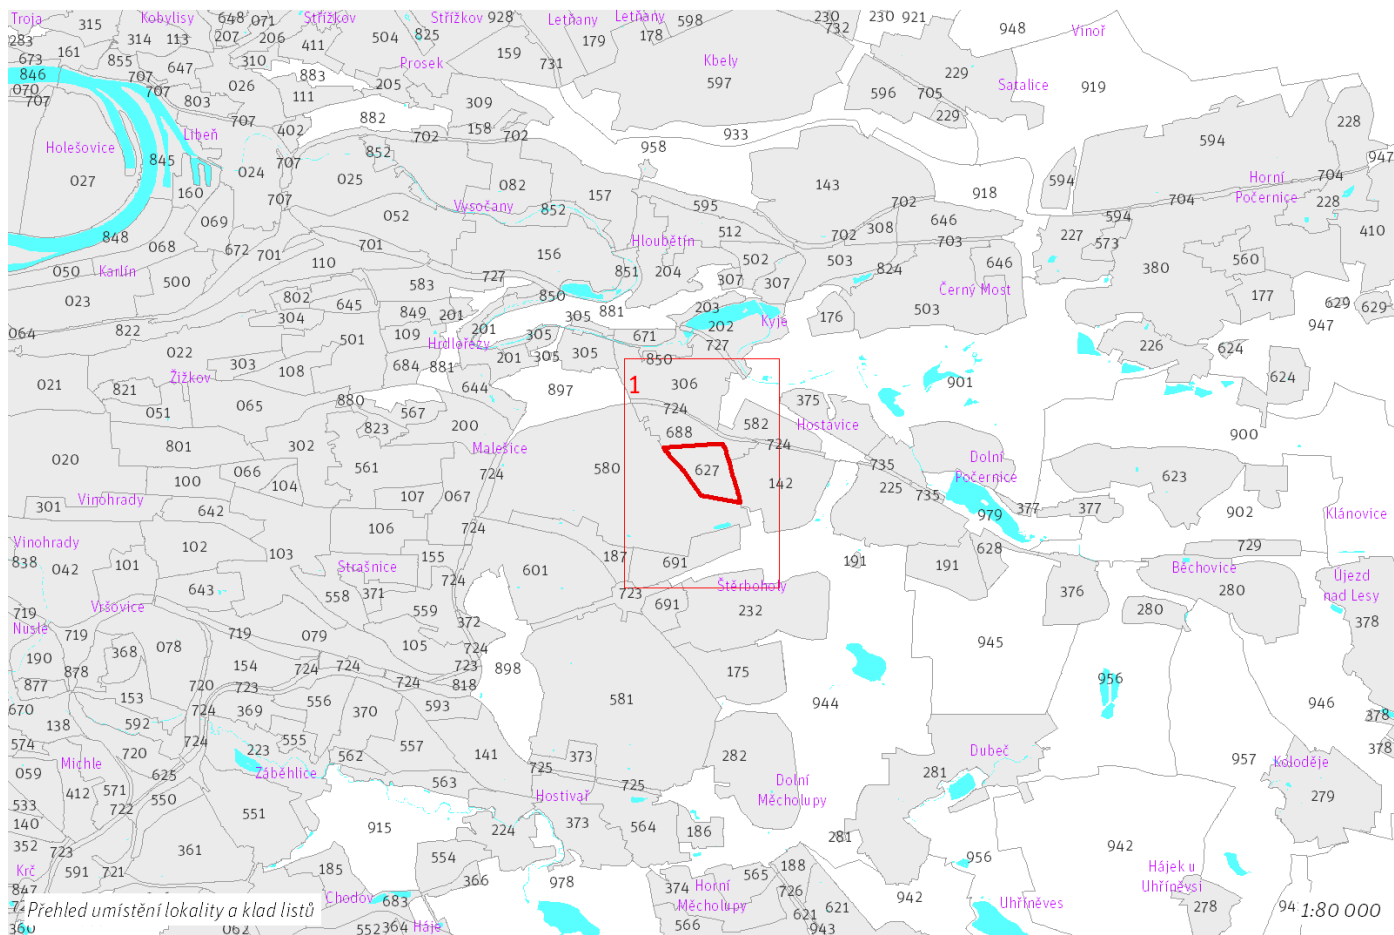 Troja 315 Kobylisy 648 071 Střížkov Střížkov 928 Letňany Letňany 598 230 230 921 948 Vinoř
283 161 314 113 207 206 411 504 825 159 179 178 732
673 855 647 310 Prosek 731 Kbely 229 Satalice
846 707 026 883 205 597 596 705 919
070 707 803 111 309 229
707 707 402 882 158 702 702 933 594 228
Holešovice Libeň 845 707 852 958 947
027 160 024 025 082 157 143 918 594 Horní 704
848 069 707 052 Vysočany 852 595 702 646 594 704 Počernice 228
068 672 701 701 156 Hloubětín 512 702 308 703 227 573 410
050 Karlín 500 110 583 727 851 204 502 503 824 646 380 560
023 802 645 849 850 307 307 Černý Most 177
064 822 304 109 201 201 305 881 203 202 Kyje 176 503 629 629
022 501 Hrdlořezy 305 671 727 947
021 303 108 684 881 201 305 305 850 226 624
Žižkov 821 065 644 897 1 306 901 624
051 880 567 724 375
801 302 823 200 688 582 Hostavice 900
020 066 561 Malešice 580 724
100 104 724 627 142 735 Dolní
301 Vinohrady 107 067 225 735 Počernice 623
642 979 377 377 902 Klánovice
Vinohrady 102 103 106 724 628 729
838 042 101 155 601 187 691 191 191 Běchovice Újezd
643 Strašnice 724 Štěrboholy nad Lesy
Vršovice 558 371 559 723 691 232 376 280 280 378
719 372
Nusle 719 719 079 105 724 945
190 368 078 154 724 724 723 898 175 956
877 878 153 720 723 724 818 581 944 946
670 138 592 724 369 556 370 593 378
574 724 223 555 557 141 282 Dubeč 378
Michle 720 562 373 957 Koloděje
059 625 Záběhlice 563 725 725 Dolní 281
412 571 550 Hostivař Měcholupy 279
533 722 551
140 915 224 373 564 186 281
352 723 361 554 942
Krč 591 721 185 366 978 374 Horní 565 188 956 Hájek u
847 Chodov 683 Měcholupy 726 942 Uhříněvsi
Přehled umístění lokality a klad listů 621 621 Uhříněves 278 1:80 000
360 062 552 364 Háje 566 943